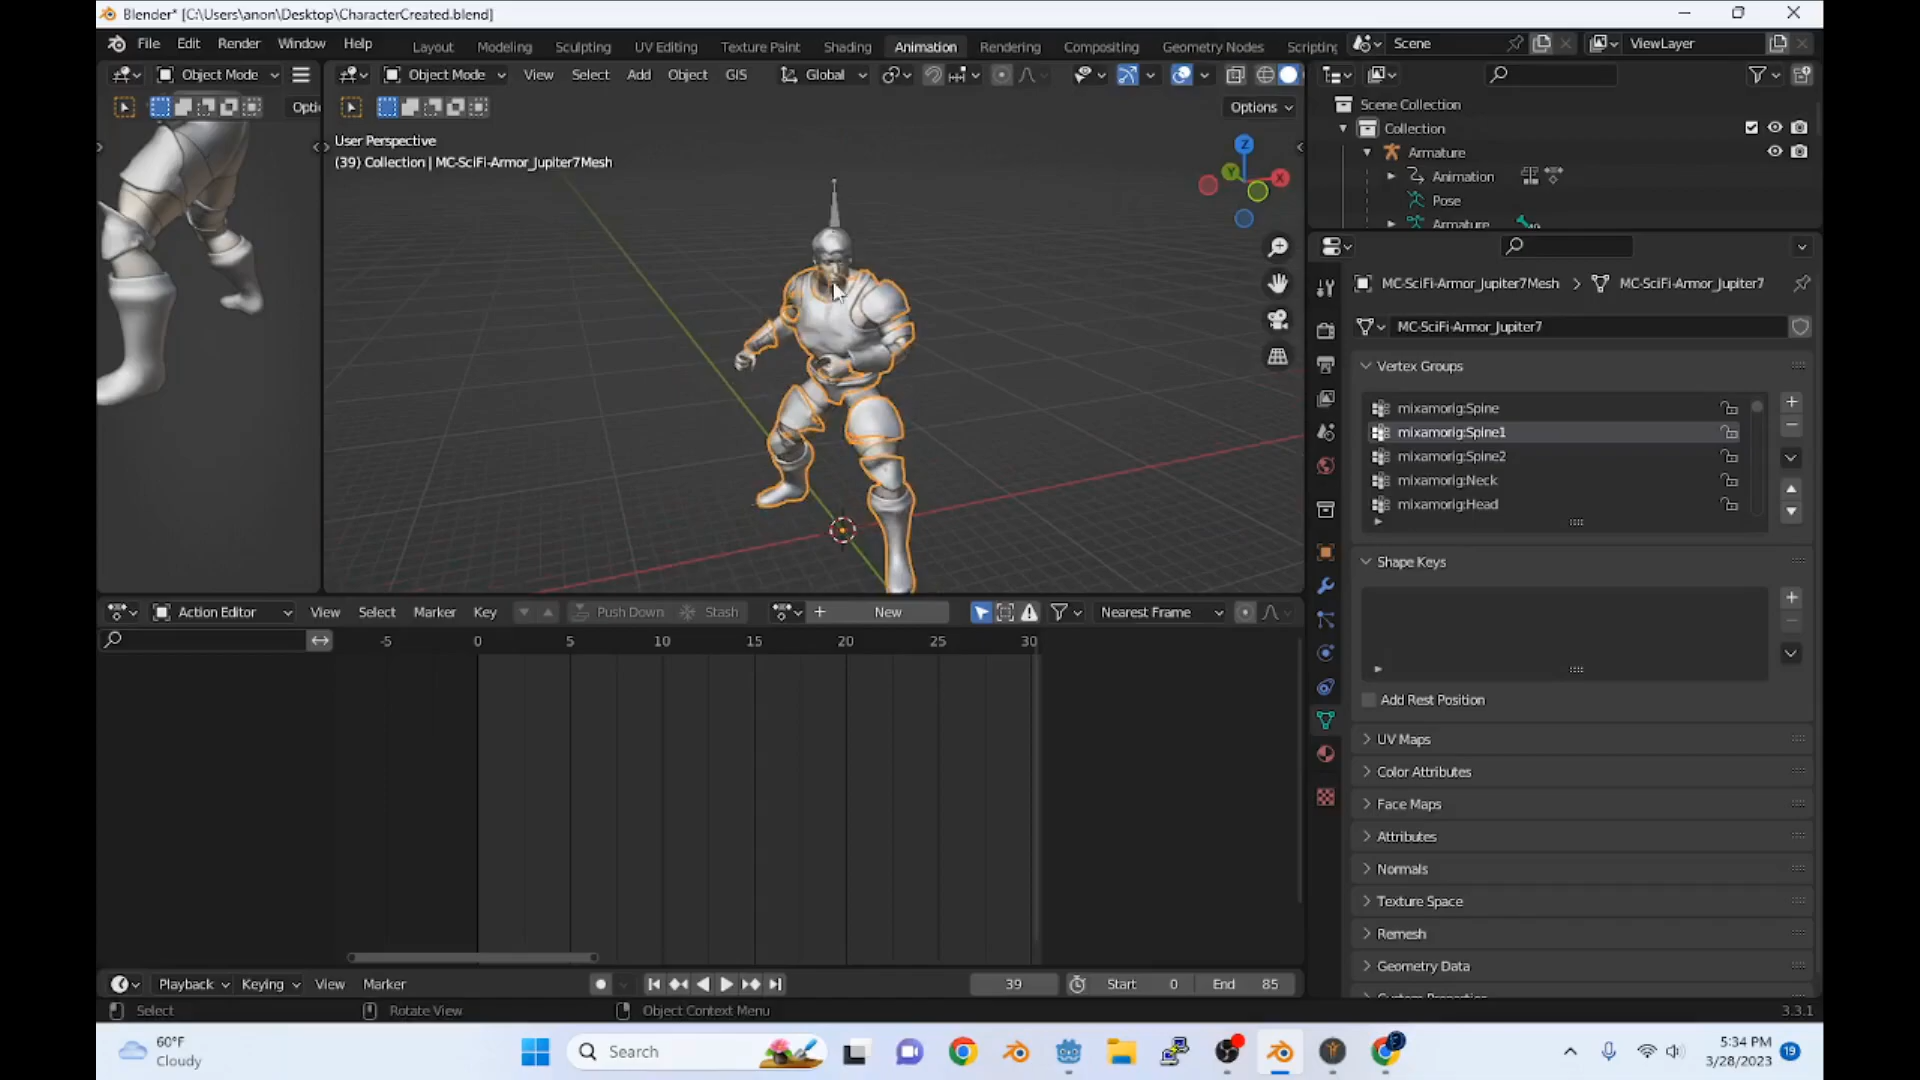 Blender* [C:\Users\anon\Desktop\CharacterCreated.blend]
File Edit Render Window Help
Layout Modeling Sculpting UV Editing Texture Paint Shading Animation Rendering Compositing Geometry Nodes Scripting
Scene
ViewLayer
Object Mode
Object Mode View Select Add Object GIS
Global
Opti
Options
User Perspective
(39) Collection | MC-SciFi-Armor_Jupiter7Mesh
Z
Y
X
Scene Collection
Collection
Armature
Animation
Pose
Armature
MC-SciFi-Armor_Jupiter7Mesh > MC-SciFi-Armor_Jupiter7
MC-SciFi-Armor_Jupiter7
Vertex Groups
mixamorig:Spine
mixamorig:Spine1
mixamorig:Spine2
mixamorig:Neck
mixamorig:Head
Shape Keys
Add Rest Position
UV Maps
Color Attributes
Face Maps
Attributes
Normals
Texture Space
Remesh
Geometry Data
Action Editor View Select Marker Key Push Down Stash New Nearest Frame
-5 0 5 10 15 20 25 30
Playback Keying View Marker 39 Start 0 End 85
Select Rotate View Object Context Menu 3.3.1
60°F
Cloudy
Search
5:34 PM
3/28/2023
19